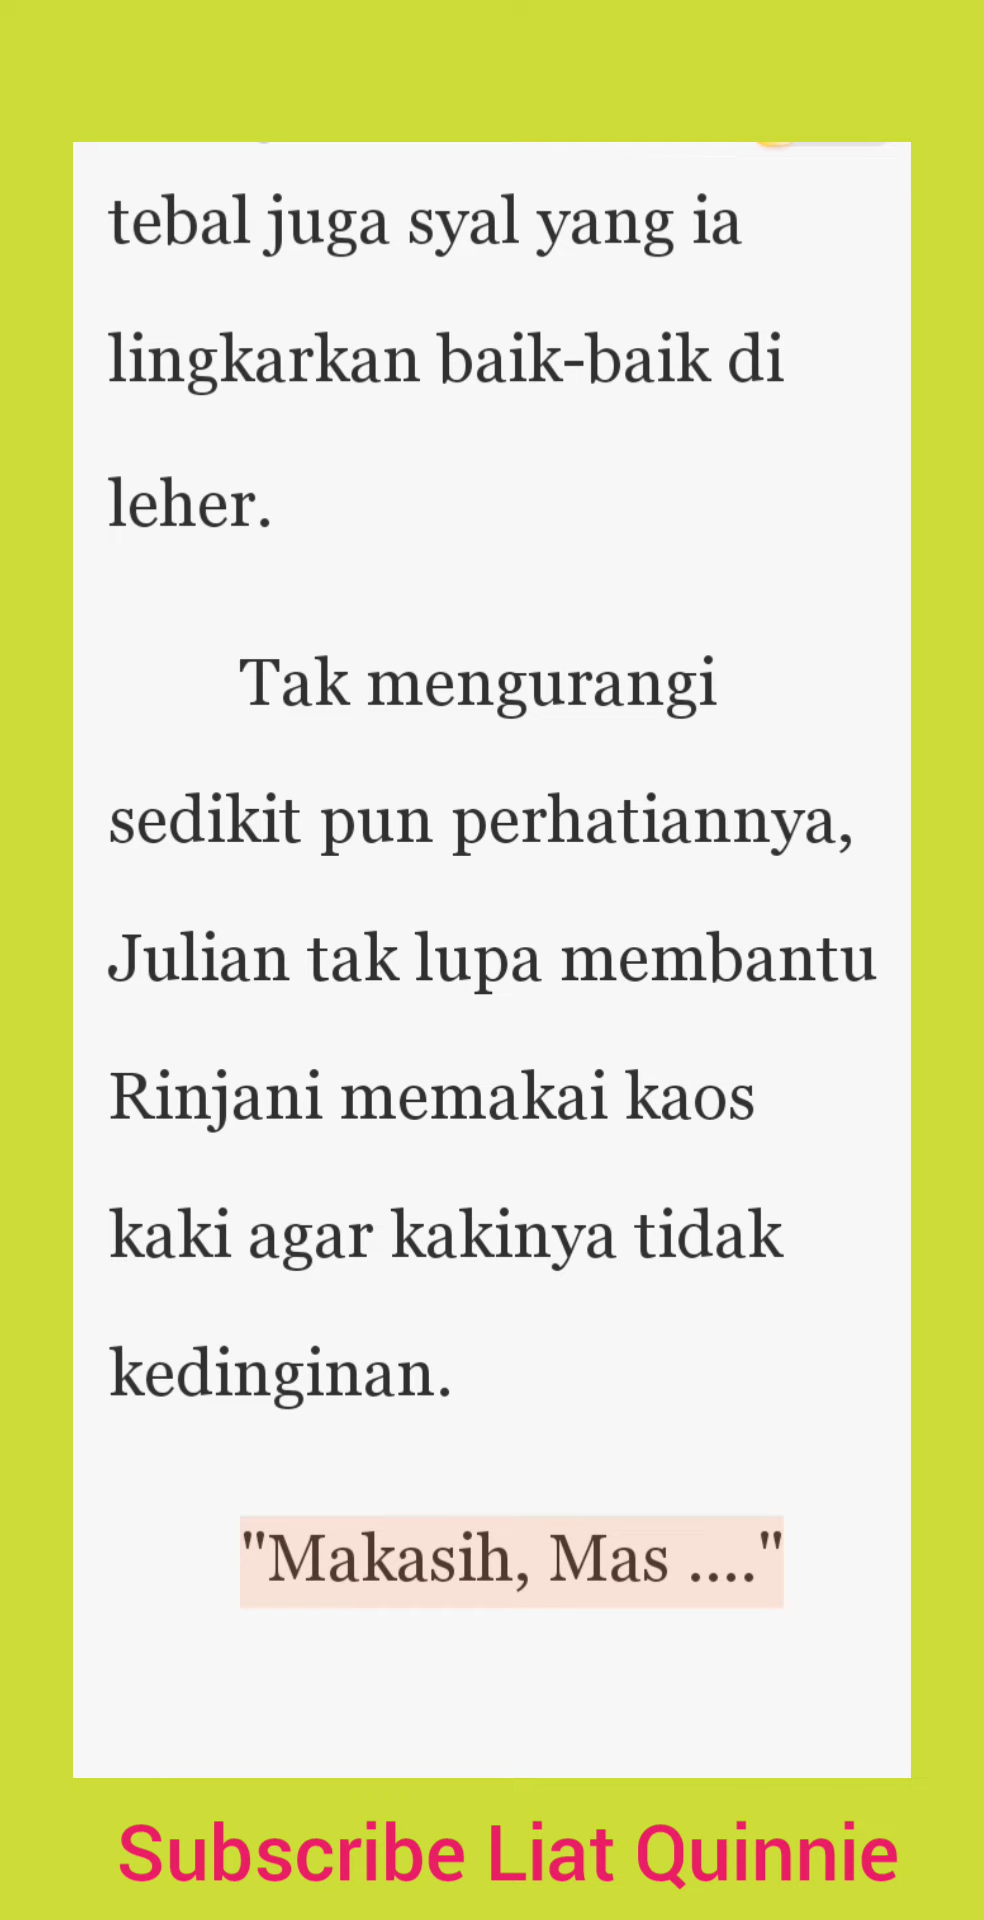 tebal juga syal yang ia
lingkarkan baik-baik di
leher.
Tak mengurangi
sedikit pun perhatiannya,
Julian tak lupa membantu
Rinjani memakai kaos
kaki agar kakinya tidak
kedinginan.
"Makasih, Mas ...."
Subscribe Liat Quinnie